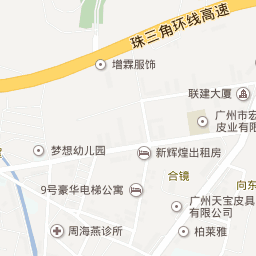 珠三角环线高速
增霖服饰
联建大厦
广州市宏
皮业有限
梦想幼儿园
新辉煌出租房
合镜
向东
9号豪华电梯公寓
广州天宝皮具
有限公司
周海燕诊所
柏莱雅